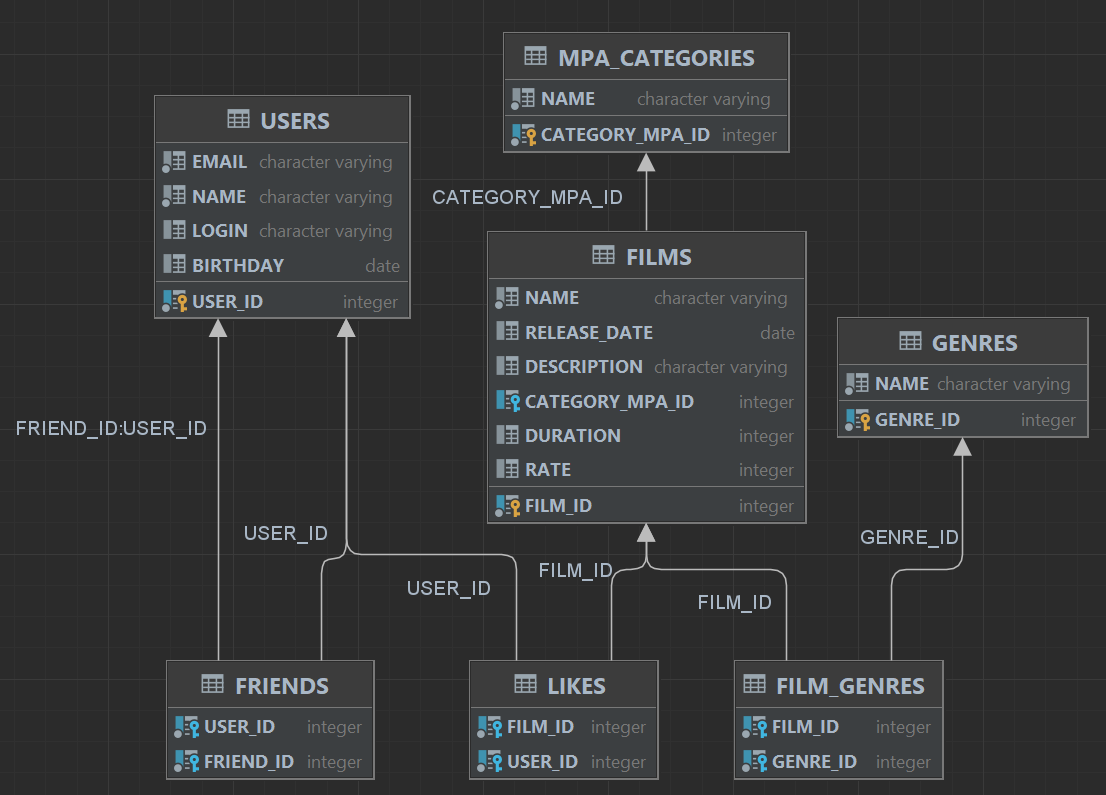 MPA_CATEGORIES
NAME character varying
CATEGORY_MPA_ID integer
USERS
EMAIL character varying
NAME character varying
LOGIN character varying
BIRTHDAY date
USER_ID integer
CATEGORY_MPA_ID
FILMS
NAME character varying
RELEASE_DATE date
DESCRIPTION character varying
CATEGORY_MPA_ID integer
DURATION integer
RATE integer
FILM_ID integer
GENRES
NAME character varying
GENRE_ID integer
FRIEND_ID:USER_ID
USER_ID
USER_ID
FILM_ID
FILM_ID
GENRE_ID
FRIENDS
USER_ID integer
FRIEND_ID integer
LIKES
FILM_ID integer
USER_ID integer
FILM_GENRES
FILM_ID integer
GENRE_ID integer